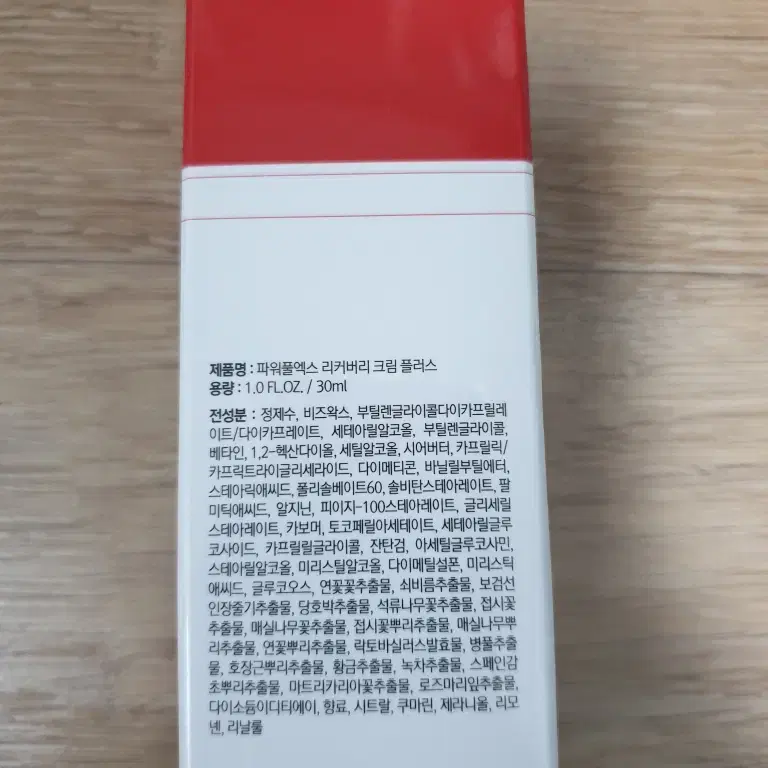 제품명 : 파워풀엑스 리커버리 크림 플러스
용량 : 1.0 FL.OZ. / 30ml
전성분 : 정제수, 비즈왁스, 부틸렌글라이콜다이카프릴레
이트/다이카프레이트, 세테아릴알코올, 부틸렌글라이콜,
베타인, 1,2-헥산다이올, 세틸알코올, 시어버터, 카프릴릭/
카프릭트라이글리세라이드, 다이메티콘, 바닐릴부틸에터,
스테아릭애씨드, 폴리솔베이트60, 솔비탄스테아레이트, 팔
미틱애씨드, 알지닌, 피이지-100스테아레이트, 글리세릴
스테아레이트, 카보머, 토코페릴아세테이트, 세테아릴글루
코사이드, 카프릴릴글라이콜, 잔탄검, 아세틸글루코사민,
스테아릴알코올, 미리스틸알코올, 다이메틸설폰, 미리스틱
애씨드, 글루코오스, 연꽃꽃추출물, 쇠비름추출물, 보검선
인장줄기추출물, 당호박추출물, 석류나무꽃추출물, 접시꽃
추출물, 매실나무꽃추출물, 접시꽃뿌리추출물, 매실나무뿌
리추출물, 연꽃뿌리추출물, 락토바실러스발효물, 병풀추출
물, 호장근뿌리추출물, 황금추출물, 녹차추출물, 스페인감
초뿌리추출물, 마트리카리아꽃추출물, 로즈마리잎추출물,
다이소듐이디티에이, 향료, 시트랄, 쿠마린, 제라니올, 리모
넨, 리날룰